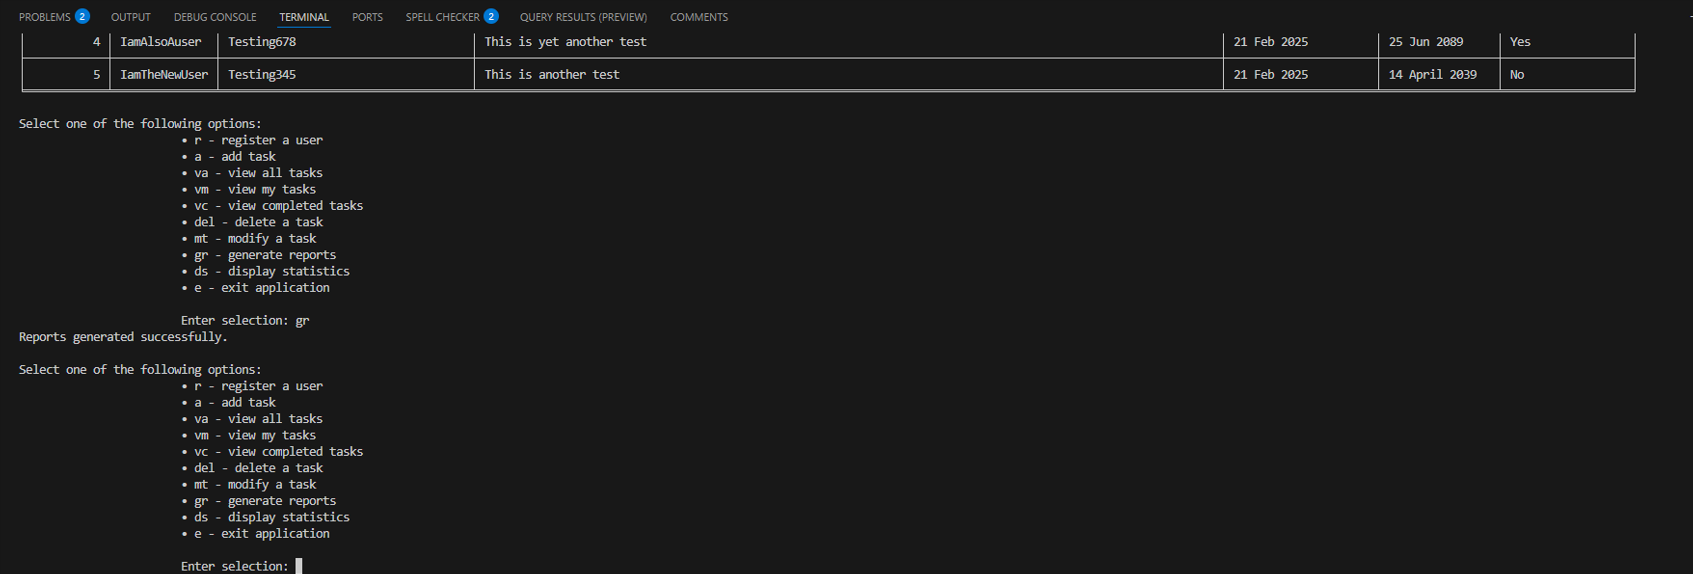 PROBLEMS 2 OUTPUT DEBUG CONSOLE TERMINAL PORTS SPELL CHECKER 2 QUERY RESULTS (PREVIEW) COMMENTS
4 IamAlsoAuser Testing678 This is yet another test 21 Feb 2025 25 Jun 2089 Yes
5 IamTheNewUser Testing345 This is another test 21 Feb 2025 14 April 2039 No
Select one of the following options:
• r - register a user
• a - add task
• va - view all tasks
• vm - view my tasks
• vc - view completed tasks
• del - delete a task
• mt - modify a task
• gr - generate reports
• ds - display statistics
• e - exit application
Enter selection: gr
Reports generated successfully.
Select one of the following options:
• r - register a user
• a - add task
• va - view all tasks
• vm - view my tasks
• vc - view completed tasks
• del - delete a task
• mt - modify a task
• gr - generate reports
• ds - display statistics
• e - exit application
Enter selection: